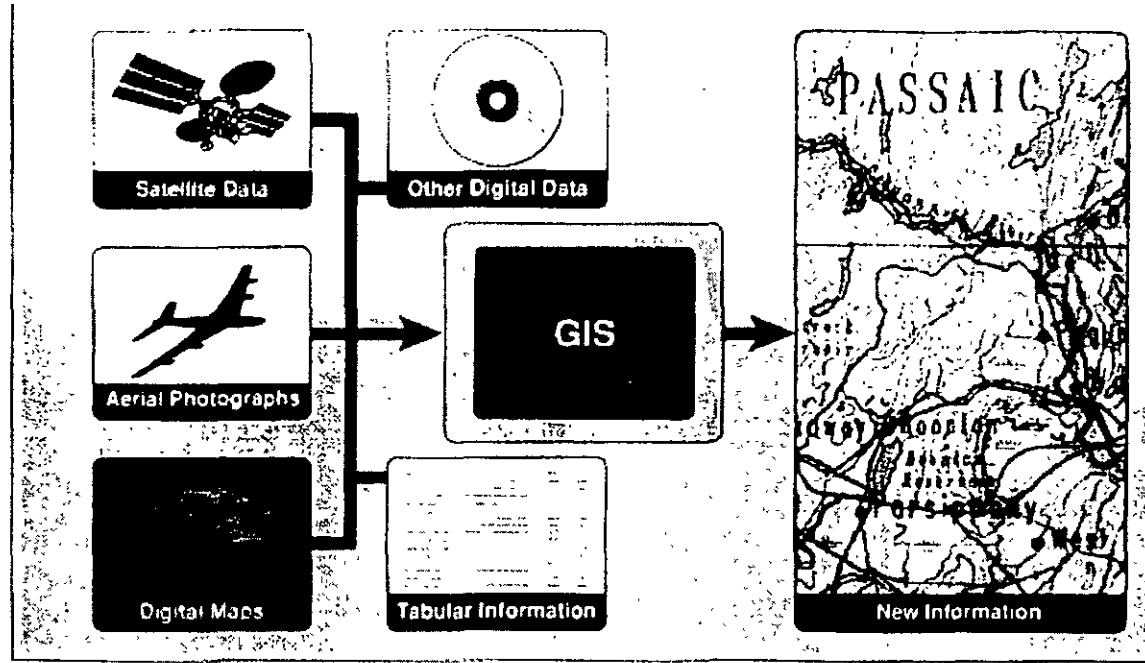 Satellite Data
Other Digital Data
Aerial Photographs
GIS
Digital Maps
Tabular Information
PASSAIC
New Information